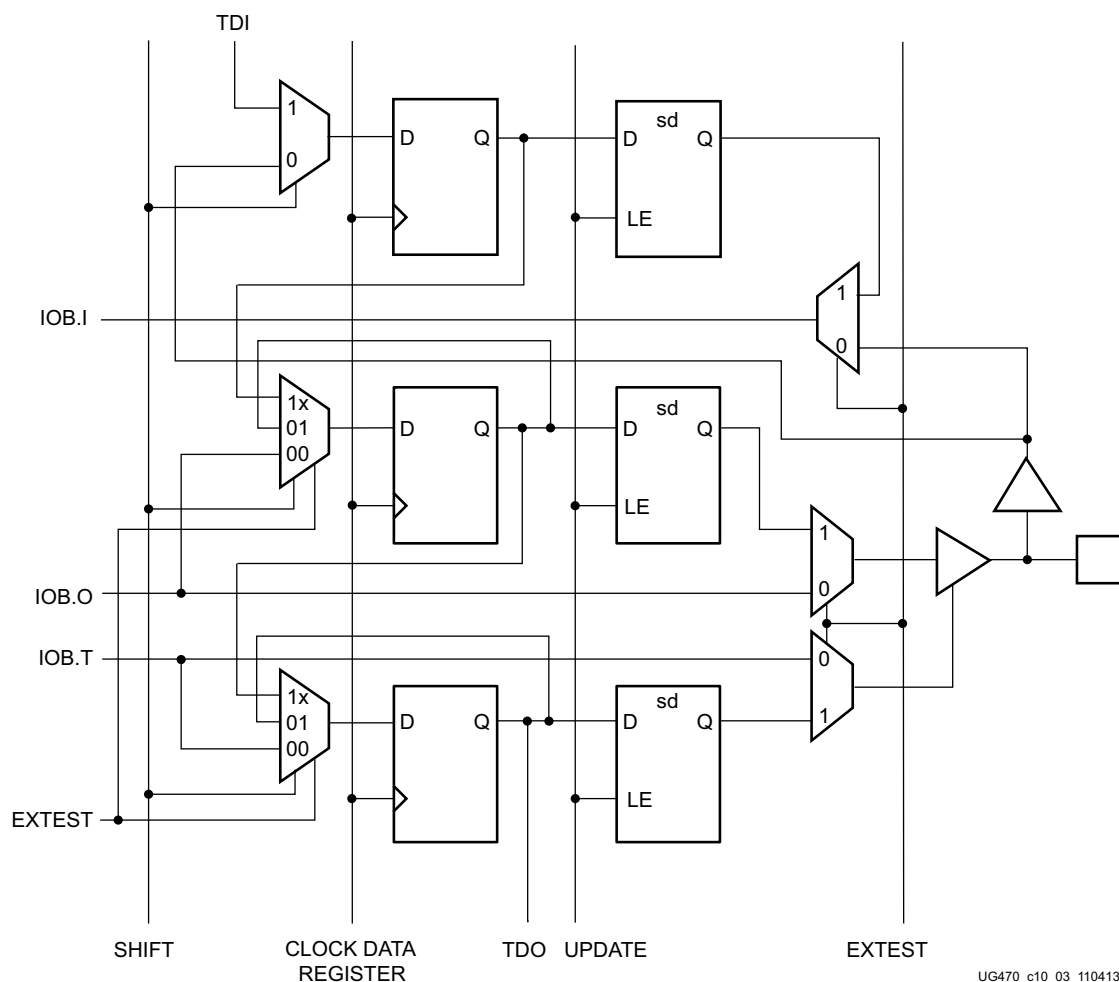 TDI
1
0
D
Q
sd
D
Q
LE
1
0
IOB.I
1x
01
00
D
Q
sd
D
Q
LE
1
0
IOB.O
IOB.T
0
1
1x
01
00
D
Q
sd
D
Q
LE
EXTEST
SHIFT
CLOCK DATA
REGISTER
TDO
UPDATE
EXTEST
UG470_c10_03_110413